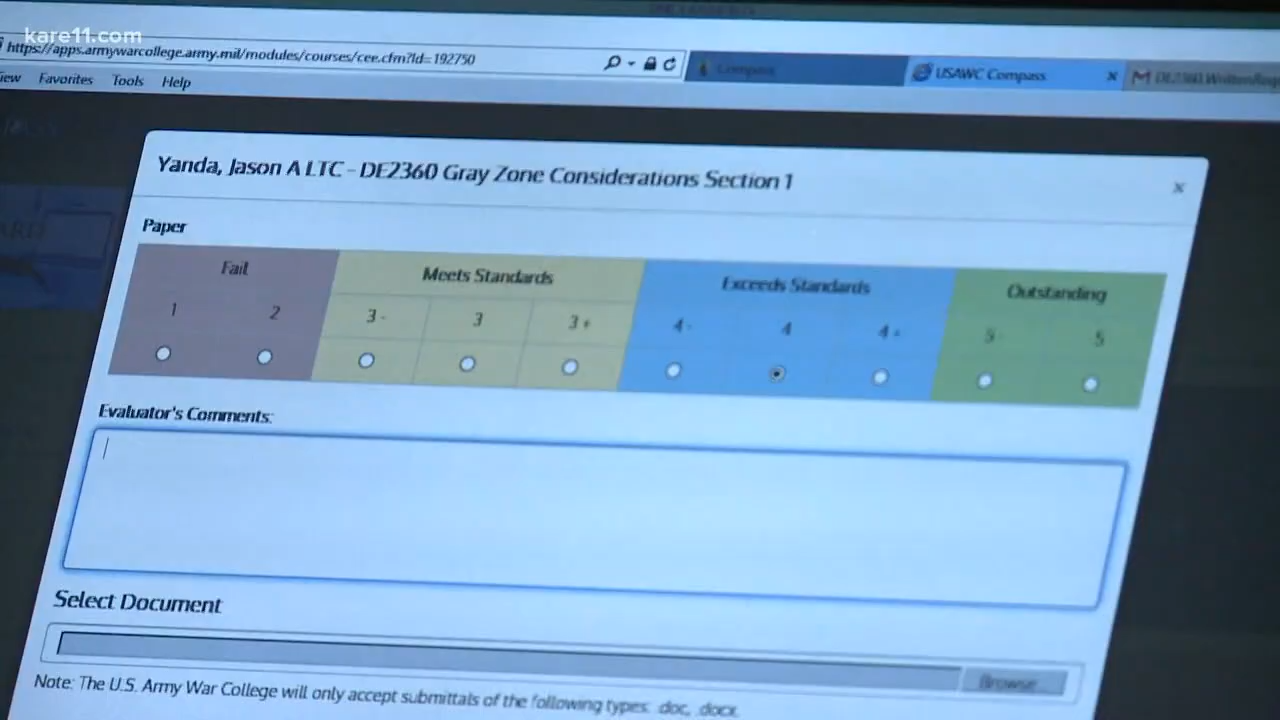 kare11.com
https://apps.armywarcollege.army.mil/modules/courses/cee.cfm?Id=192750
Compass
USAWC Compass x
DE2360
iew Favorites Tools Help
Yanda, Jason A LTC - DE2360 Gray Zone Considerations Section 1
x
Paper
Fail Meets Standards Exceeds Standards Outstanding
1 2 3 - 3 3 + 4 - 4 4 + 5 - 5
Evaluator's Comments:
Select Document
Browse...
Note: The U.S. Army War College will only accept submittals of the following types: .doc, .docx